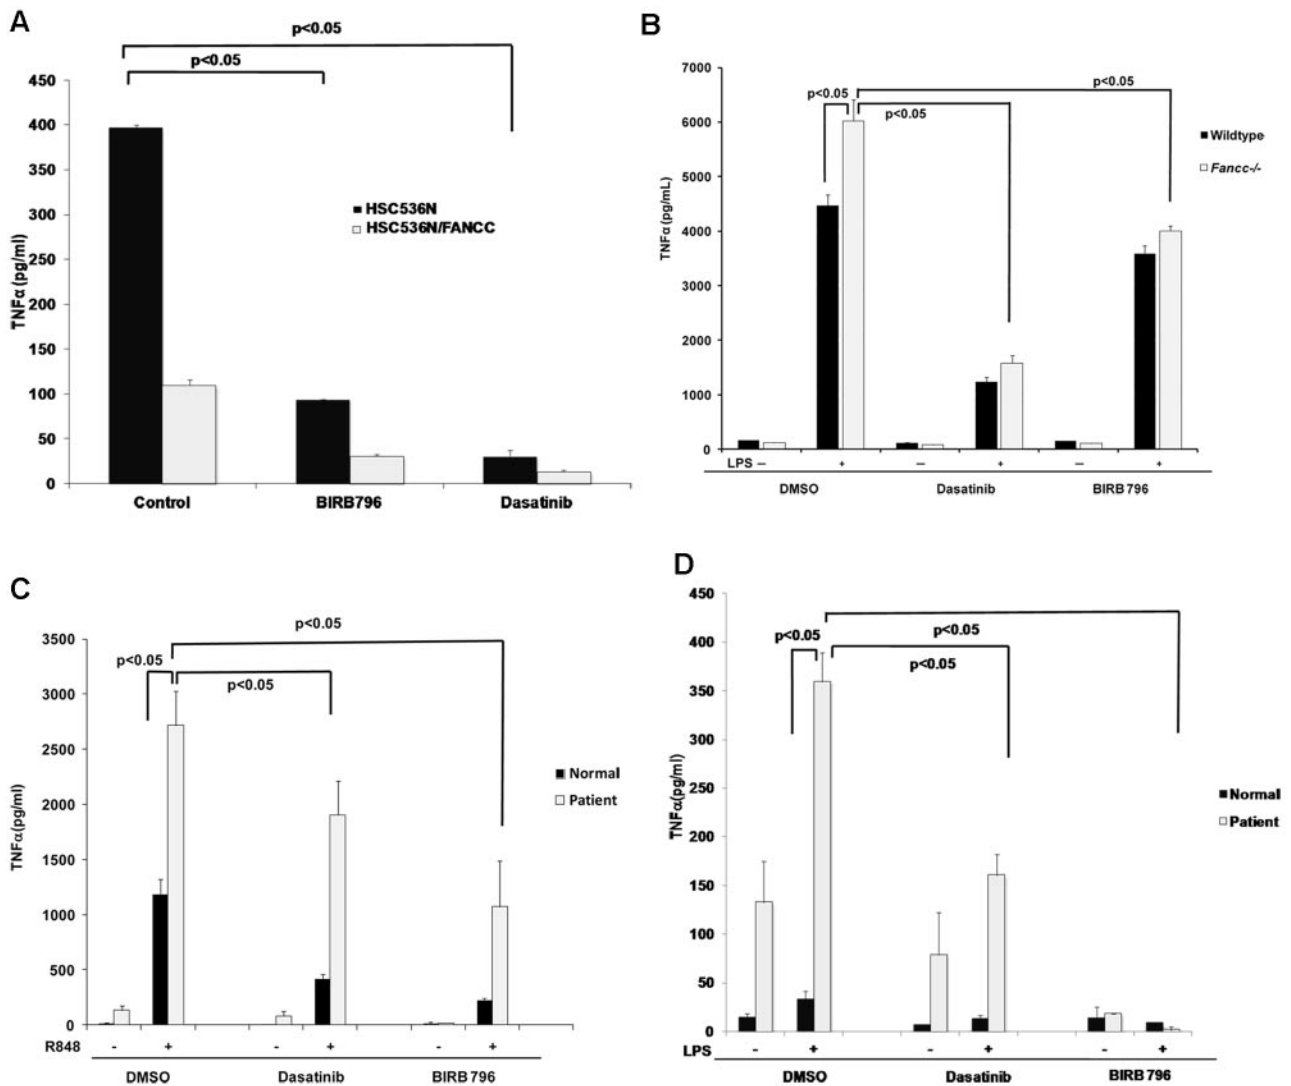 A
p<0.05
p<0.05
450
400
350
300
250
200
150
100
50
0
TNFα (pg/ml)
HSC536N
HSC536N/FANCC
Control BIRB796 Dasatinib
B
7000
6000
5000
4000
3000
2000
1000
0
TNFα (pg/mL)
p<0.05
p<0.05
p<0.05
Wildtype
Fancc-/-
LPS – + – + – +
DMSO Dasatinib BIRB 796
C
p<0.05
p<0.05
p<0.05
3500
3000
2500
2000
1500
1000
500
0
TNFα(pg/ml)
Normal
Patient
R848 - + - + - +
DMSO Dasatinib BIRB 796
D
450
400
350
300
250
200
150
100
50
0
TNFα(pg/ml)
p<0.05
p<0.05
p<0.05
Normal
Patient
LPS - + - + - +
DMSO Dasatinib BIRB 796